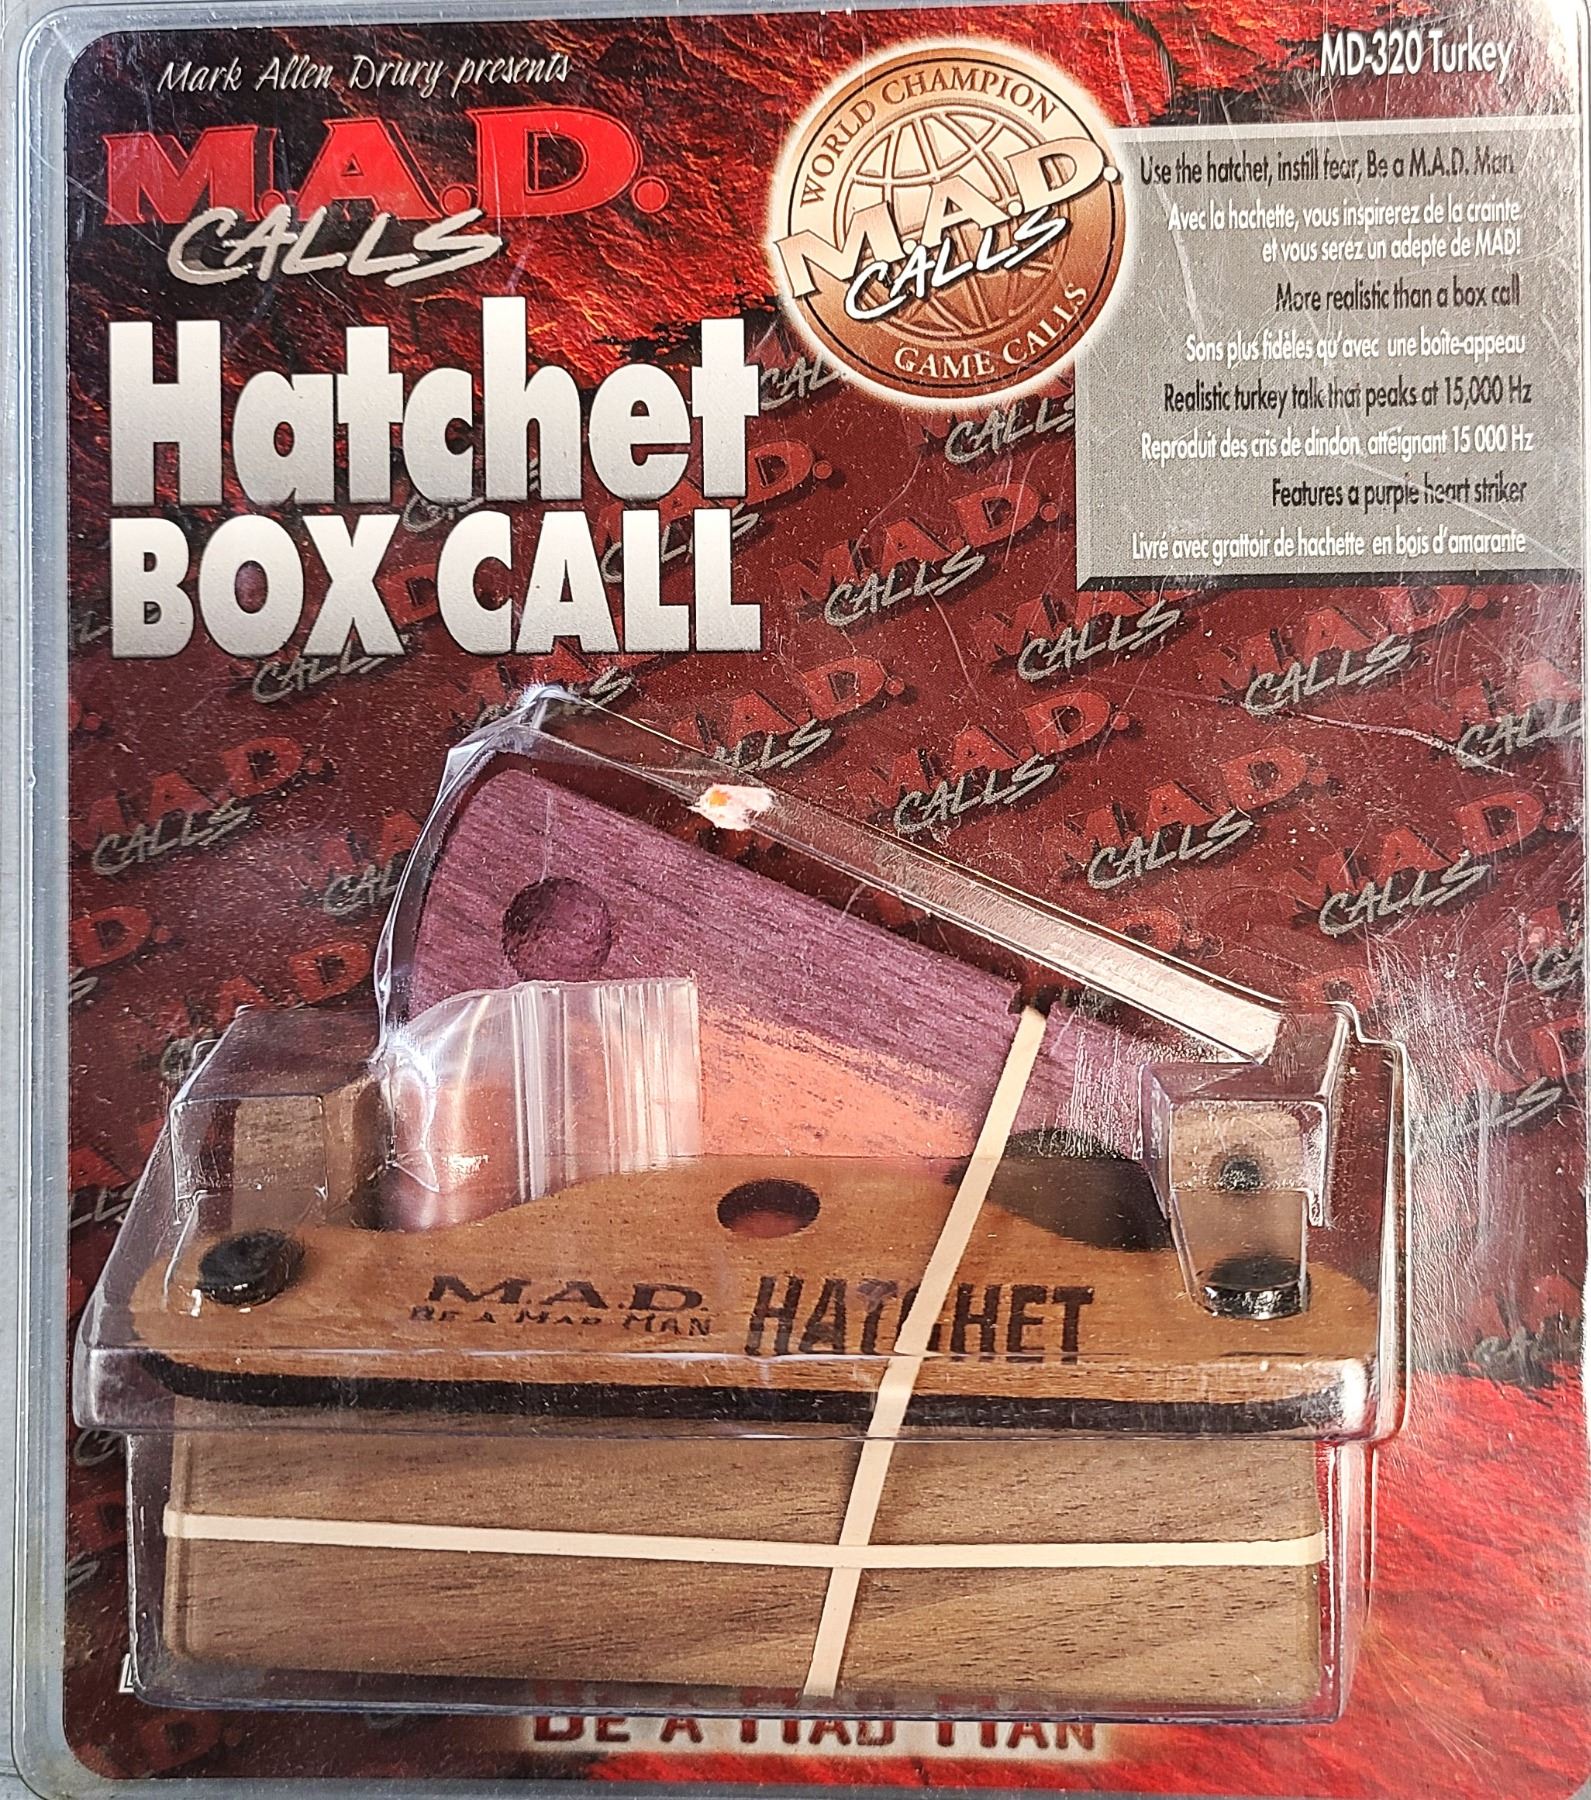 Mark Allen Drury presents
M.A.D.
CALLS
Hatchet
BOX CALL
WORLD CHAMPION
M.A.D.
CALLS
GAME CALLS
MD-320 Turkey
Use the hatchet, instill fear, Be a M.A.D. Man
Avec la hachette, vous inspirerez de la crainte
et vous serez un adepte de MAD!
More realistic than a box call
Sons plus fidèles qu'avec une boîte-appeau
Realistic turkey talk that peaks at 15,000 Hz
Reproduit des cris de dindon atteignant 15 000 Hz
Features a purple heart striker
Livré avec grattoir de hachette en bois d'amarante
M.A.D.
BE A MAD MAN
HATCHET
BE A MAD MAN